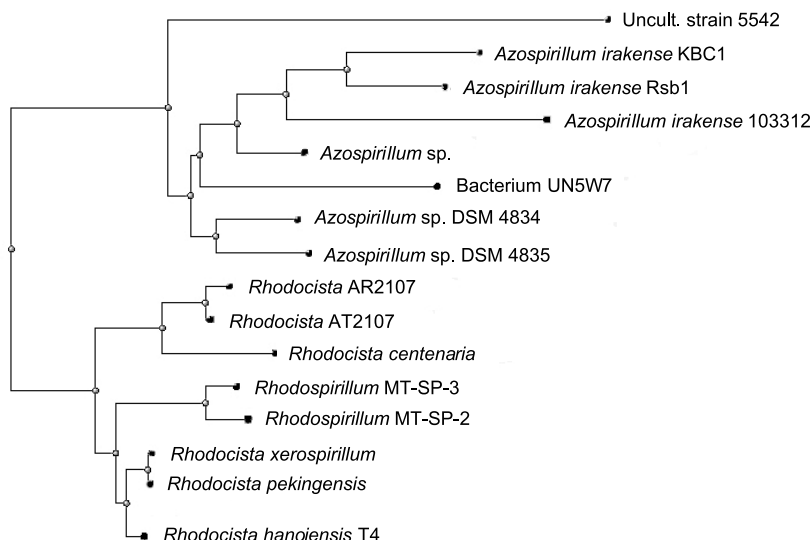 Uncult. strain 5542
Azospirillum irakense KBC1
Azospirillum irakense Rsb1
Azospirillum irakense 103312
Azospirillum sp.
Bacterium UN5W7
Azospirillum sp. DSM 4834
Azospirillum sp. DSM 4835
Rhodocista AR2107
Rhodocista AT2107
Rhodocista centenaria
Rhodospirillum MT-SP-3
Rhodospirillum MT-SP-2
Rhodocista xerospirillum
Rhodocista pekingensis
Rhodocista hanoiensis T4